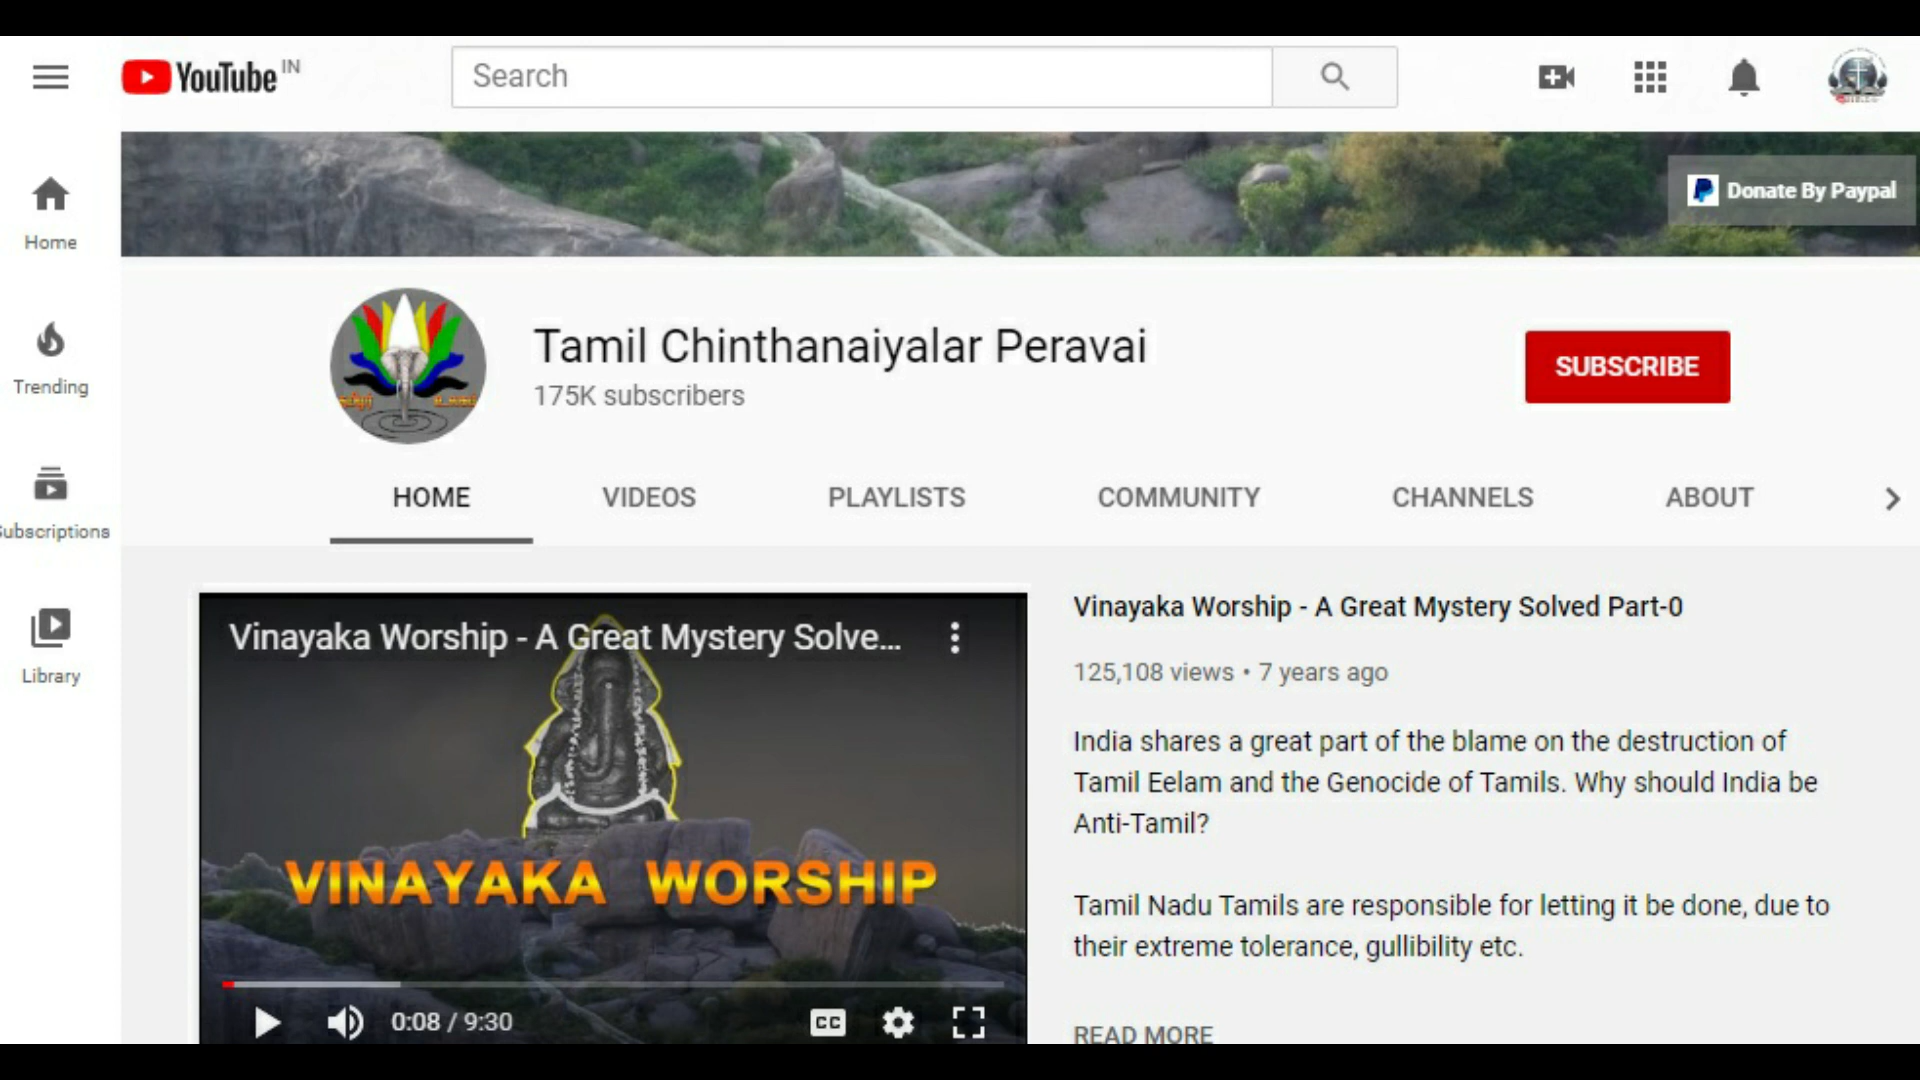 YouTube IN
Search
Donate By Paypal
Home
Trending
Subscriptions
Library
Tamil Chinthanaiyalar Peravai
175K subscribers
SUBSCRIBE
HOME VIDEOS PLAYLISTS COMMUNITY CHANNELS ABOUT
Vinayaka Worship - A Great Mystery Solve...
VINAYAKA WORSHIP
0:08 / 9:30
CC
Vinayaka Worship - A Great Mystery Solved Part-0
125,108 views • 7 years ago
India shares a great part of the blame on the destruction of
Tamil Eelam and the Genocide of Tamils. Why should India be
Anti-Tamil?
Tamil Nadu Tamils are responsible for letting it be done, due to
their extreme tolerance, gullibility etc.
READ MORE